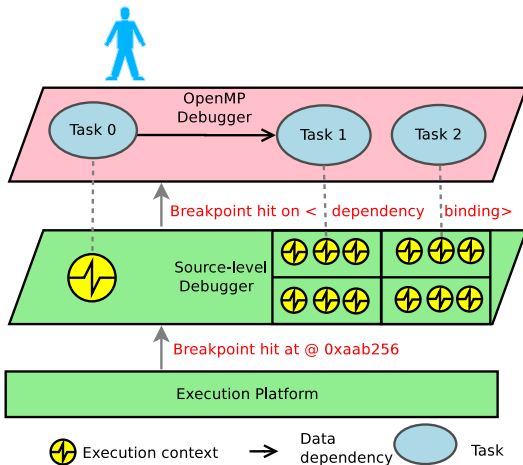 OpenMP
Debugger
Task 0
Task 1
Task 2
Breakpoint hit on < dependency binding>
Source-level
Debugger
Breakpoint hit at @ 0xaab256
Execution Platform
Execution context
Data
dependency
Task